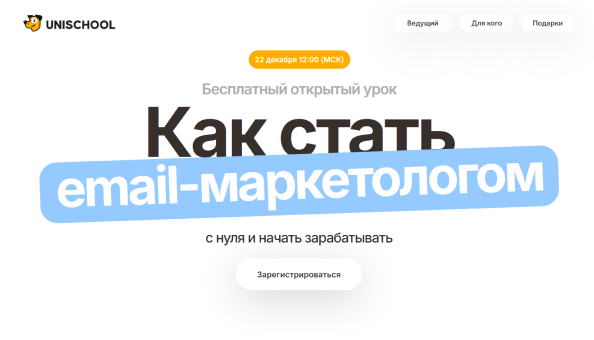 UNISCHOOL
Ведущий
Для кого
Подарки
22 декабря 12:00 (МСК)
Бесплатный открытый урок
Как стать
email-маркетологом
с нуля и начать зарабатывать
Зарегистрироваться